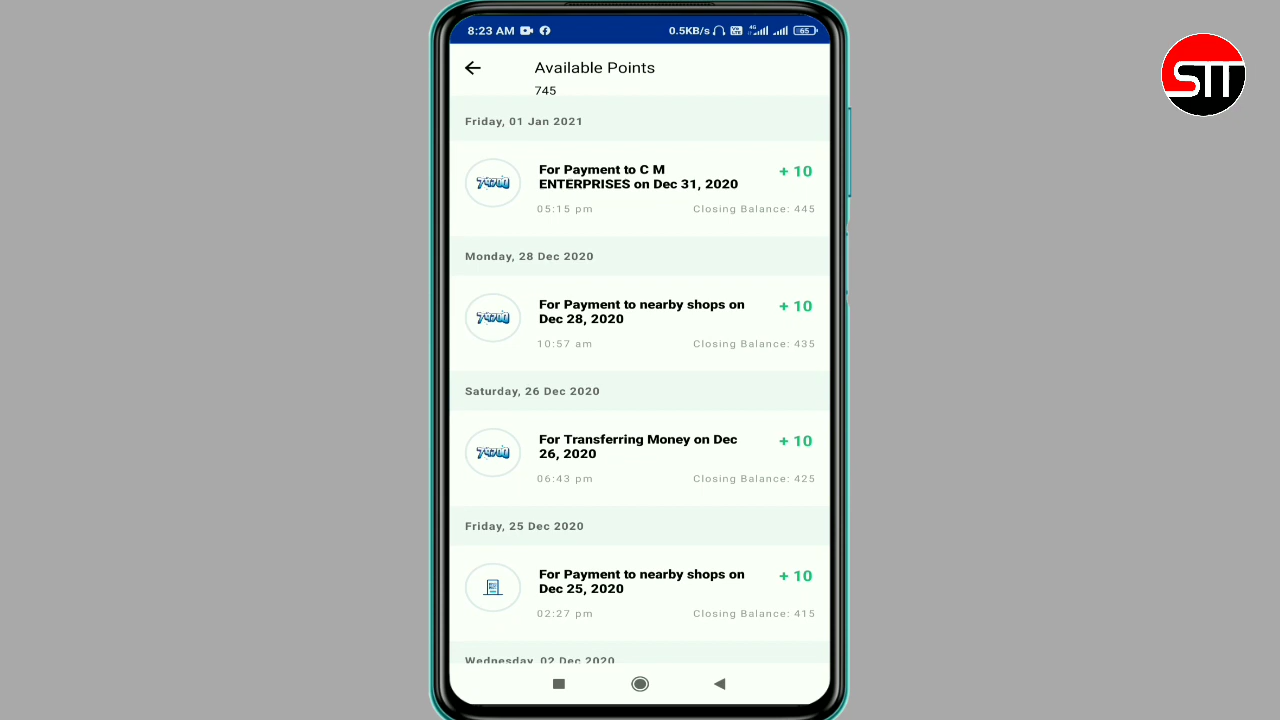 8:23 AM 0.5KB/s 4G 65
Available Points
745
Friday, 01 Jan 2021
For Payment to C M
ENTERPRISES on Dec 31, 2020
+ 10
05:15 pm Closing Balance: 445
Monday, 28 Dec 2020
For Payment to nearby shops on
Dec 28, 2020
+ 10
10:57 am Closing Balance: 435
Saturday, 26 Dec 2020
For Transferring Money on Dec
26, 2020
+ 10
06:43 pm Closing Balance: 425
Friday, 25 Dec 2020
For Payment to nearby shops on
Dec 25, 2020
+ 10
02:27 pm Closing Balance: 415
Wednesday, 02 Dec 2020
STT